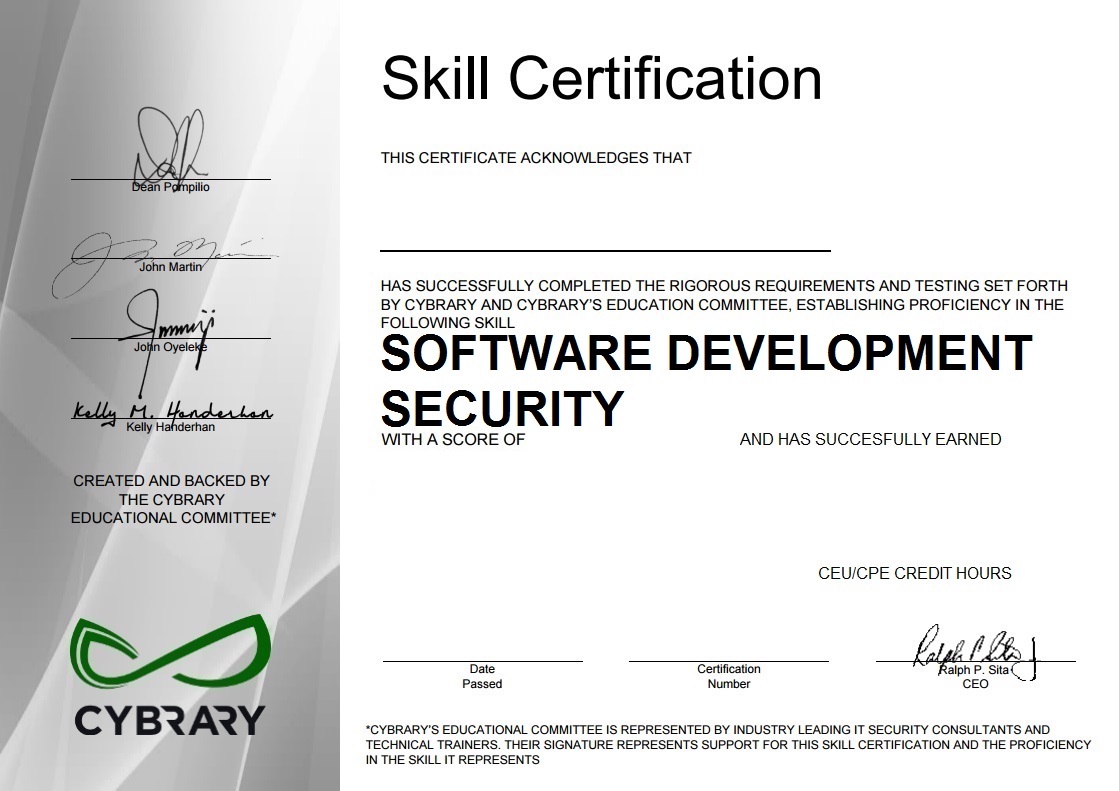 Skill Certification
THIS CERTIFICATE ACKNOWLEDGES THAT
HAS SUCCESSFULLY COMPLETED THE RIGOROUS REQUIREMENTS AND TESTING SET FORTH
BY CYBRARY AND CYBRARY'S EDUCATION COMMITTEE, ESTABLISHING PROFICIENCY IN THE
FOLLOWING SKILL
SOFTWARE DEVELOPMENT
SECURITY
WITH A SCORE OF
AND HAS SUCCESFULLY EARNED
CEU/CPE CREDIT HOURS
Date
Passed
Certification
Number
Ralph P. Sita
Ralph P. Sita
CEO
*CYBRARY'S EDUCATIONAL COMMITTEE IS REPRESENTED BY INDUSTRY LEADING IT SECURITY CONSULTANTS AND
TECHNICAL TRAINERS. THEIR SIGNATURE REPRESENTS SUPPORT FOR THIS SKILL CERTIFICATION AND THE PROFICIENCY
IN THE SKILL IT REPRESENTS
Dean Pompilio
John Martin
John Oyeleke
Kelly M. Handerhan
Kelly Handerhan
CREATED AND BACKED BY
THE CYBRARY
EDUCATIONAL COMMITTEE*
CYBRARY